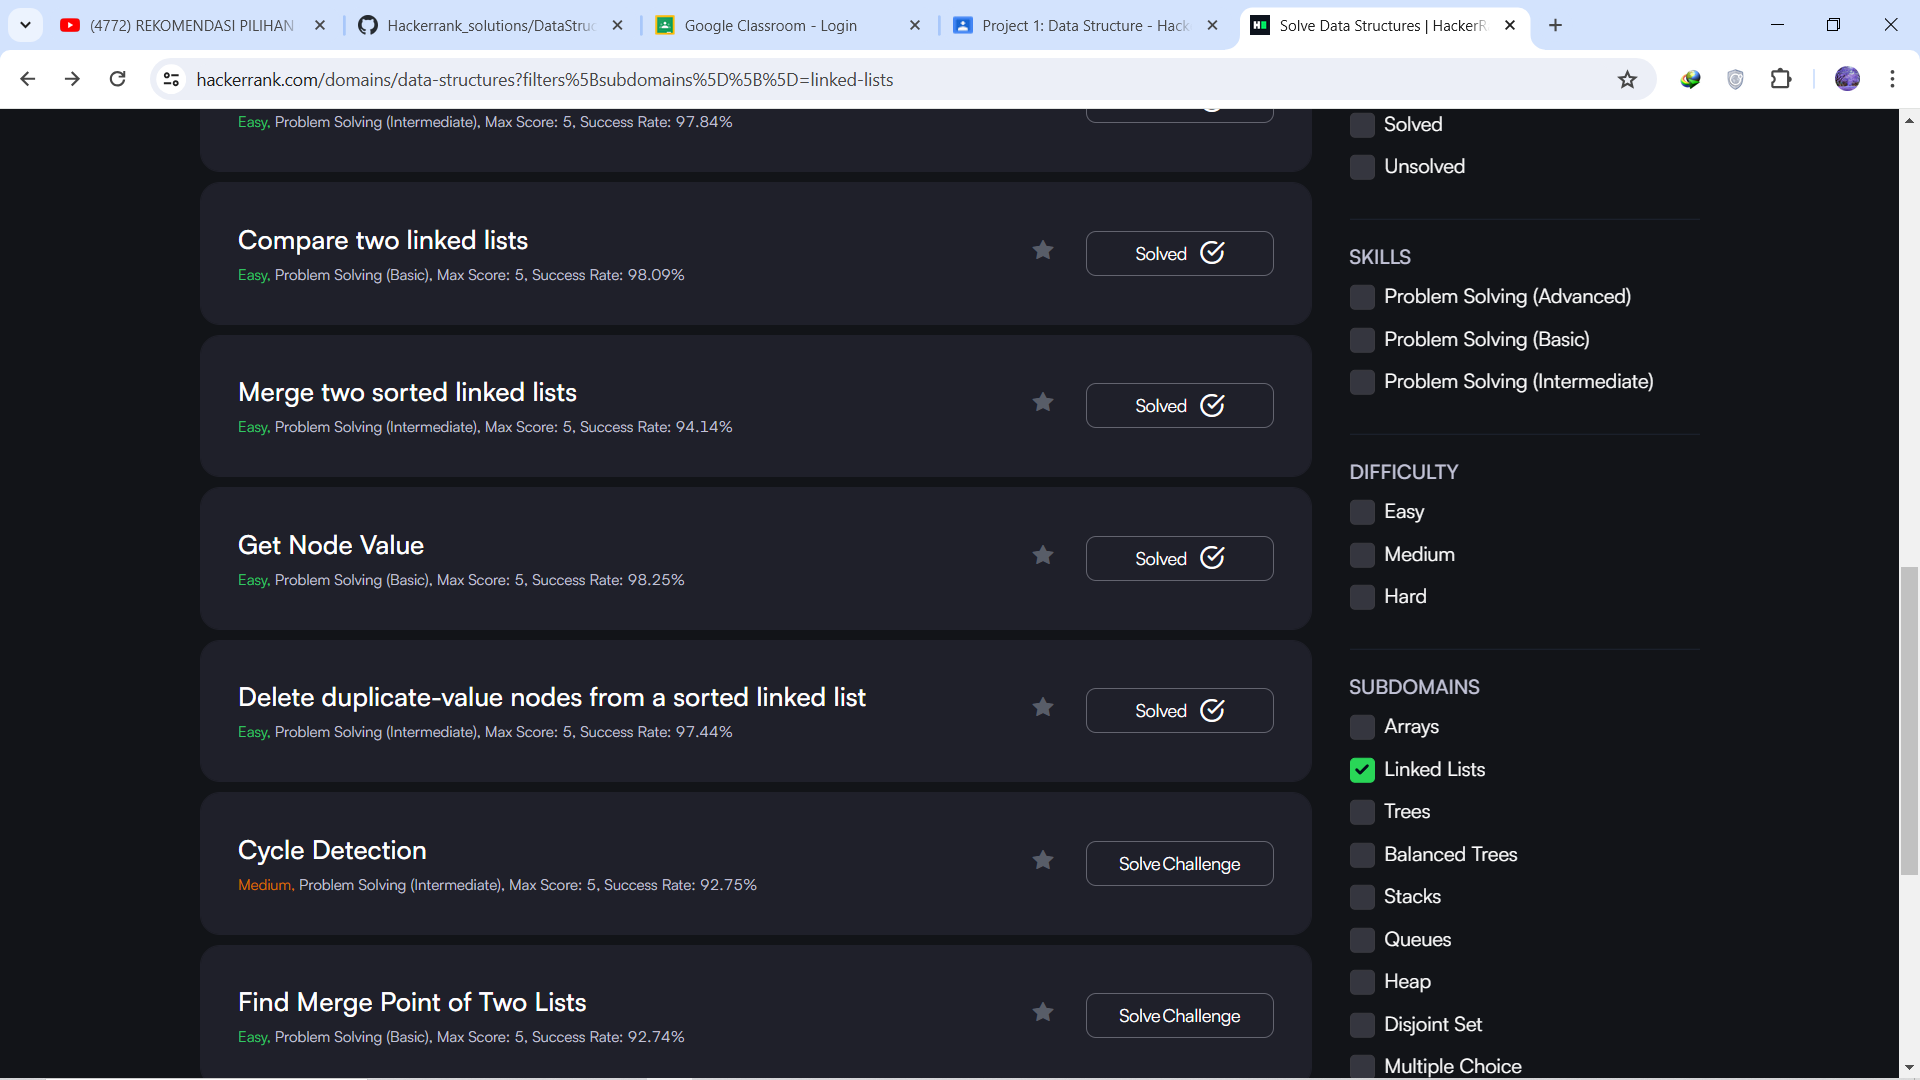 (4772) REKOMENDASI PILIHAN
Hackerrank_solutions/DataStruc
Google Classroom - Login
Project 1: Data Structure - Hack
Solve Data Structures | HackerR
hackerrank.com/domains/data-structures?filters%5Bsubdomains%5D%5B%5D=linked-lists
Easy, Problem Solving (Intermediate), Max Score: 5, Success Rate: 97.84%
Compare two linked lists
Easy, Problem Solving (Basic), Max Score: 5, Success Rate: 98.09%
Solved
Merge two sorted linked lists
Easy, Problem Solving (Intermediate), Max Score: 5, Success Rate: 94.14%
Solved
Get Node Value
Easy, Problem Solving (Basic), Max Score: 5, Success Rate: 98.25%
Solved
Delete duplicate-value nodes from a sorted linked list
Easy, Problem Solving (Intermediate), Max Score: 5, Success Rate: 97.44%
Solved
Cycle Detection
Medium, Problem Solving (Intermediate), Max Score: 5, Success Rate: 92.75%
Solve Challenge
Find Merge Point of Two Lists
Easy, Problem Solving (Basic), Max Score: 5, Success Rate: 92.74%
Solve Challenge
Solved
Unsolved
SKILLS
Problem Solving (Advanced)
Problem Solving (Basic)
Problem Solving (Intermediate)
DIFFICULTY
Easy
Medium
Hard
SUBDOMAINS
Arrays
Linked Lists
Trees
Balanced Trees
Stacks
Queues
Heap
Disjoint Set
Multiple Choice